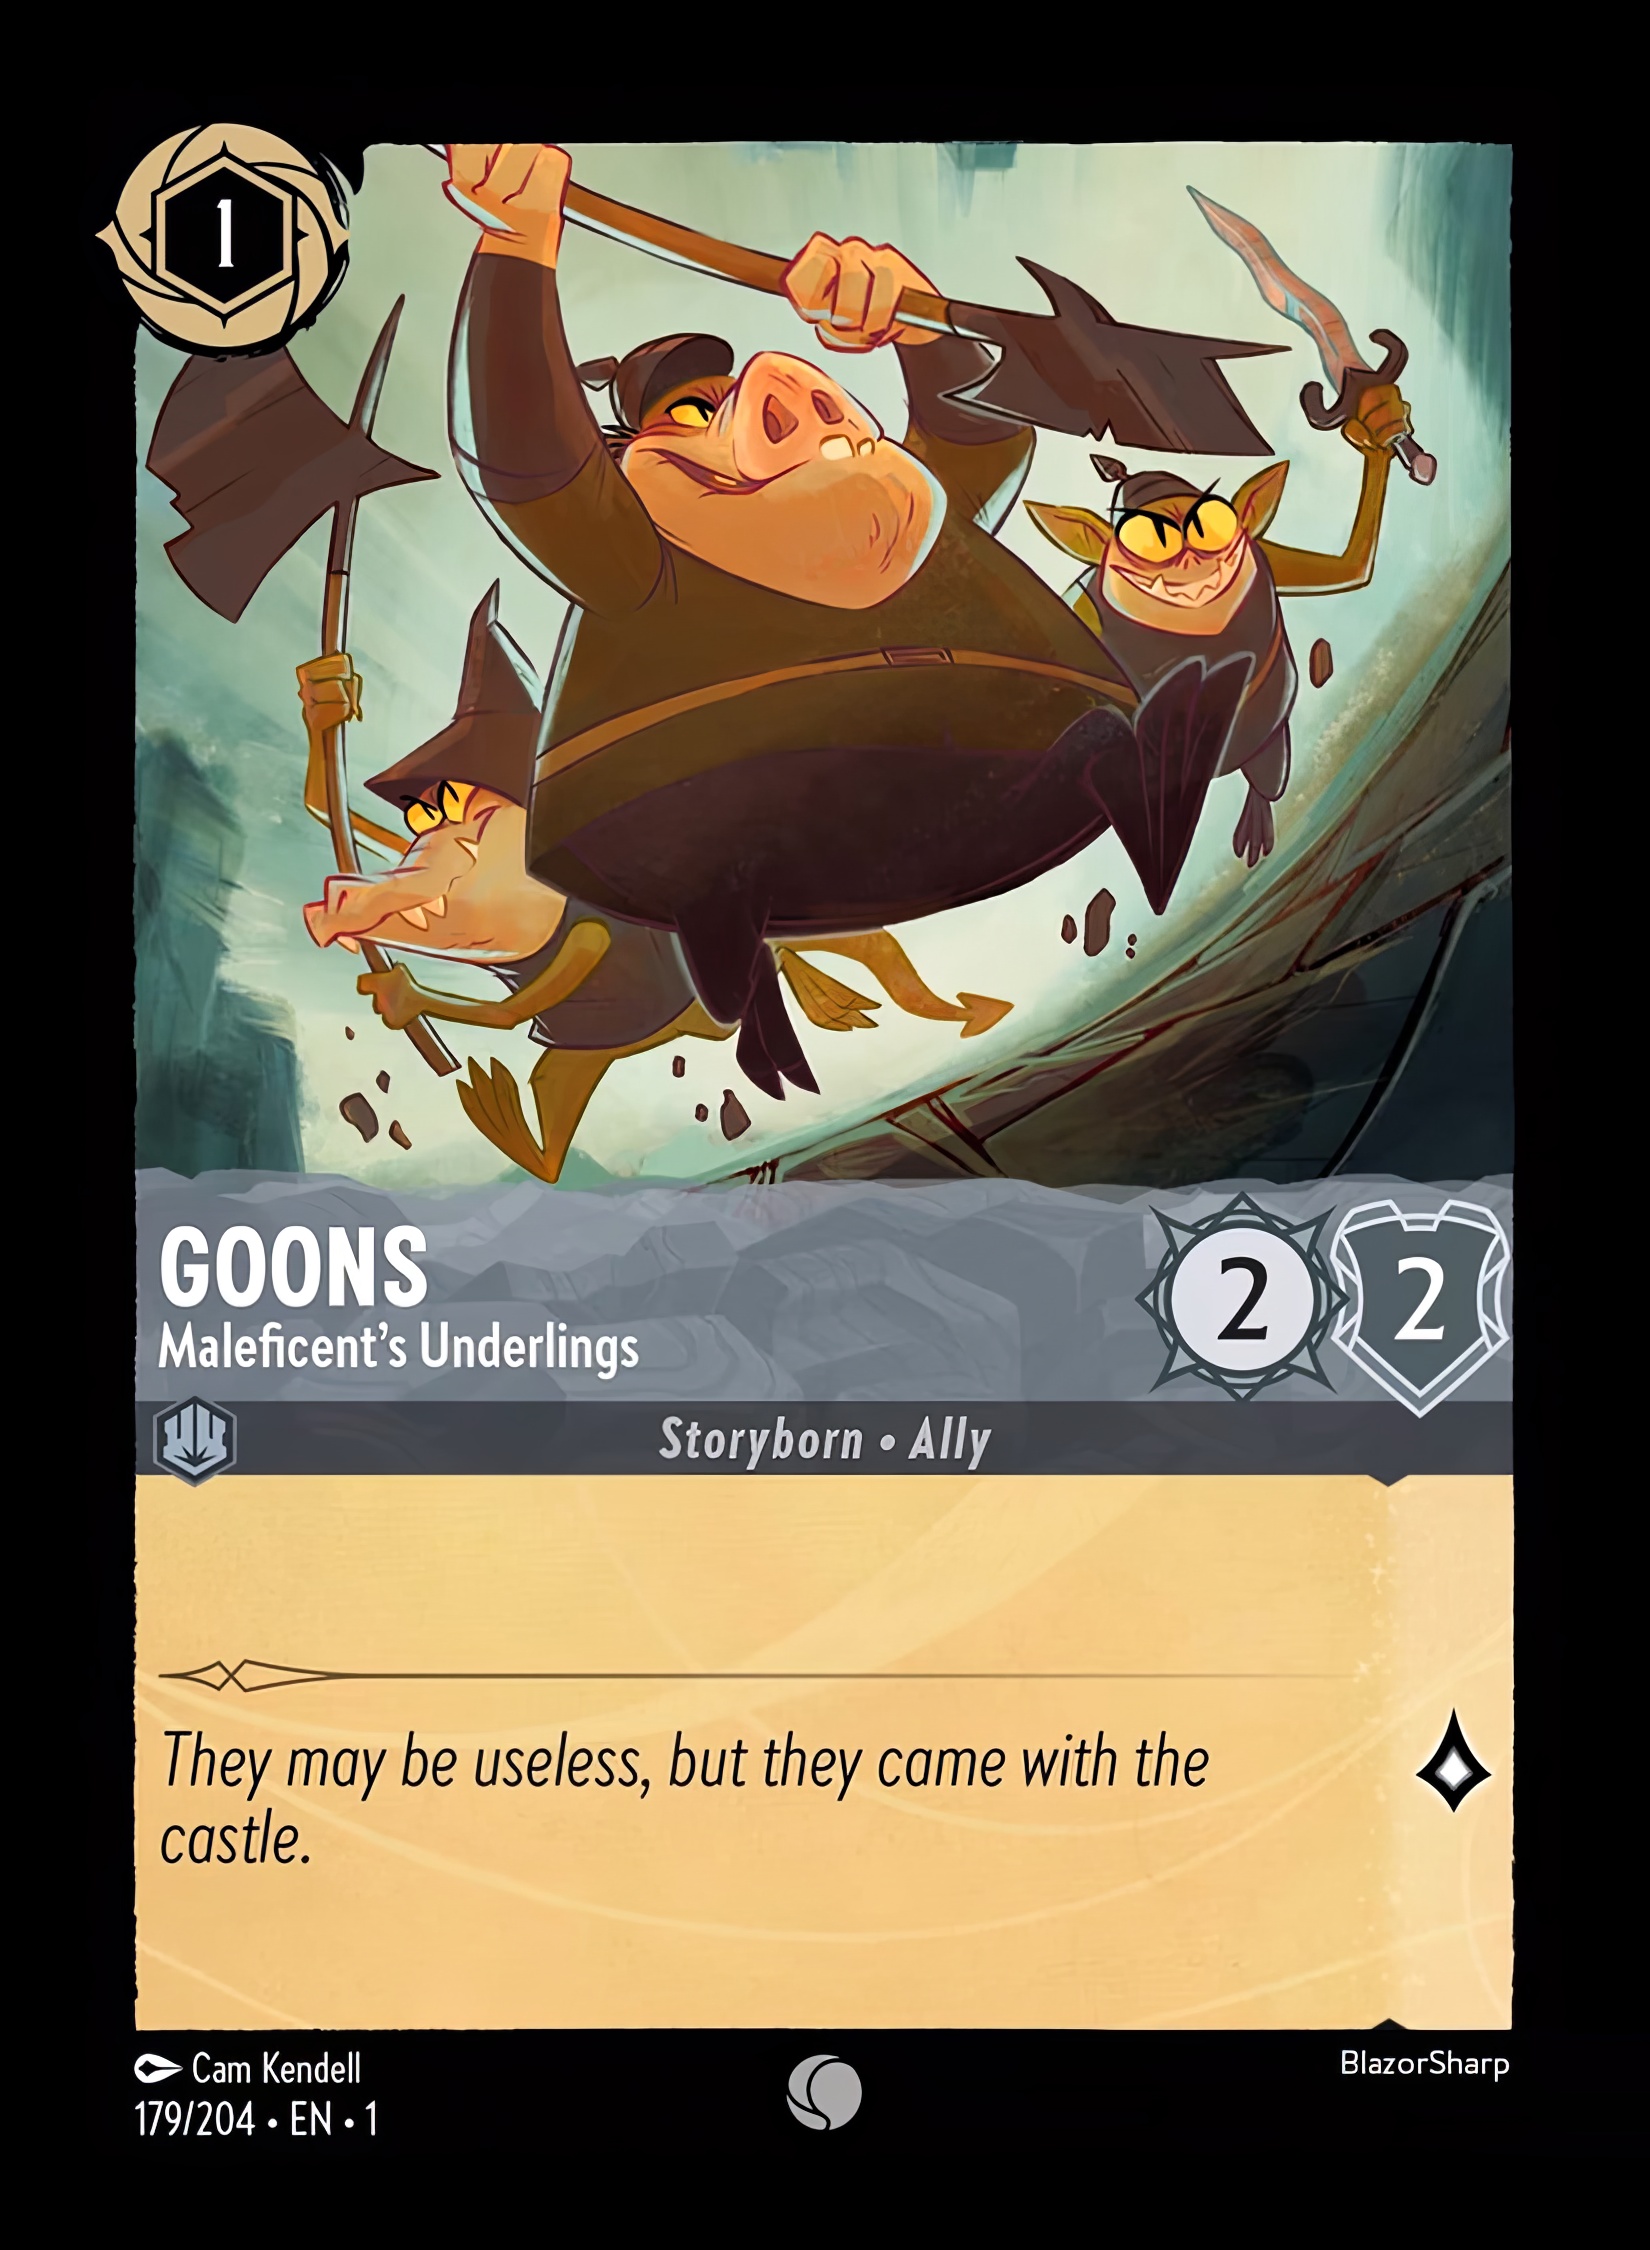 1
GOONS
Maleficent's Underlings
2
2
Storyborn • Ally
They may be useless, but they came with the
castle.
Cam Kendell
179/204 • EN • 1
BlazorSharp